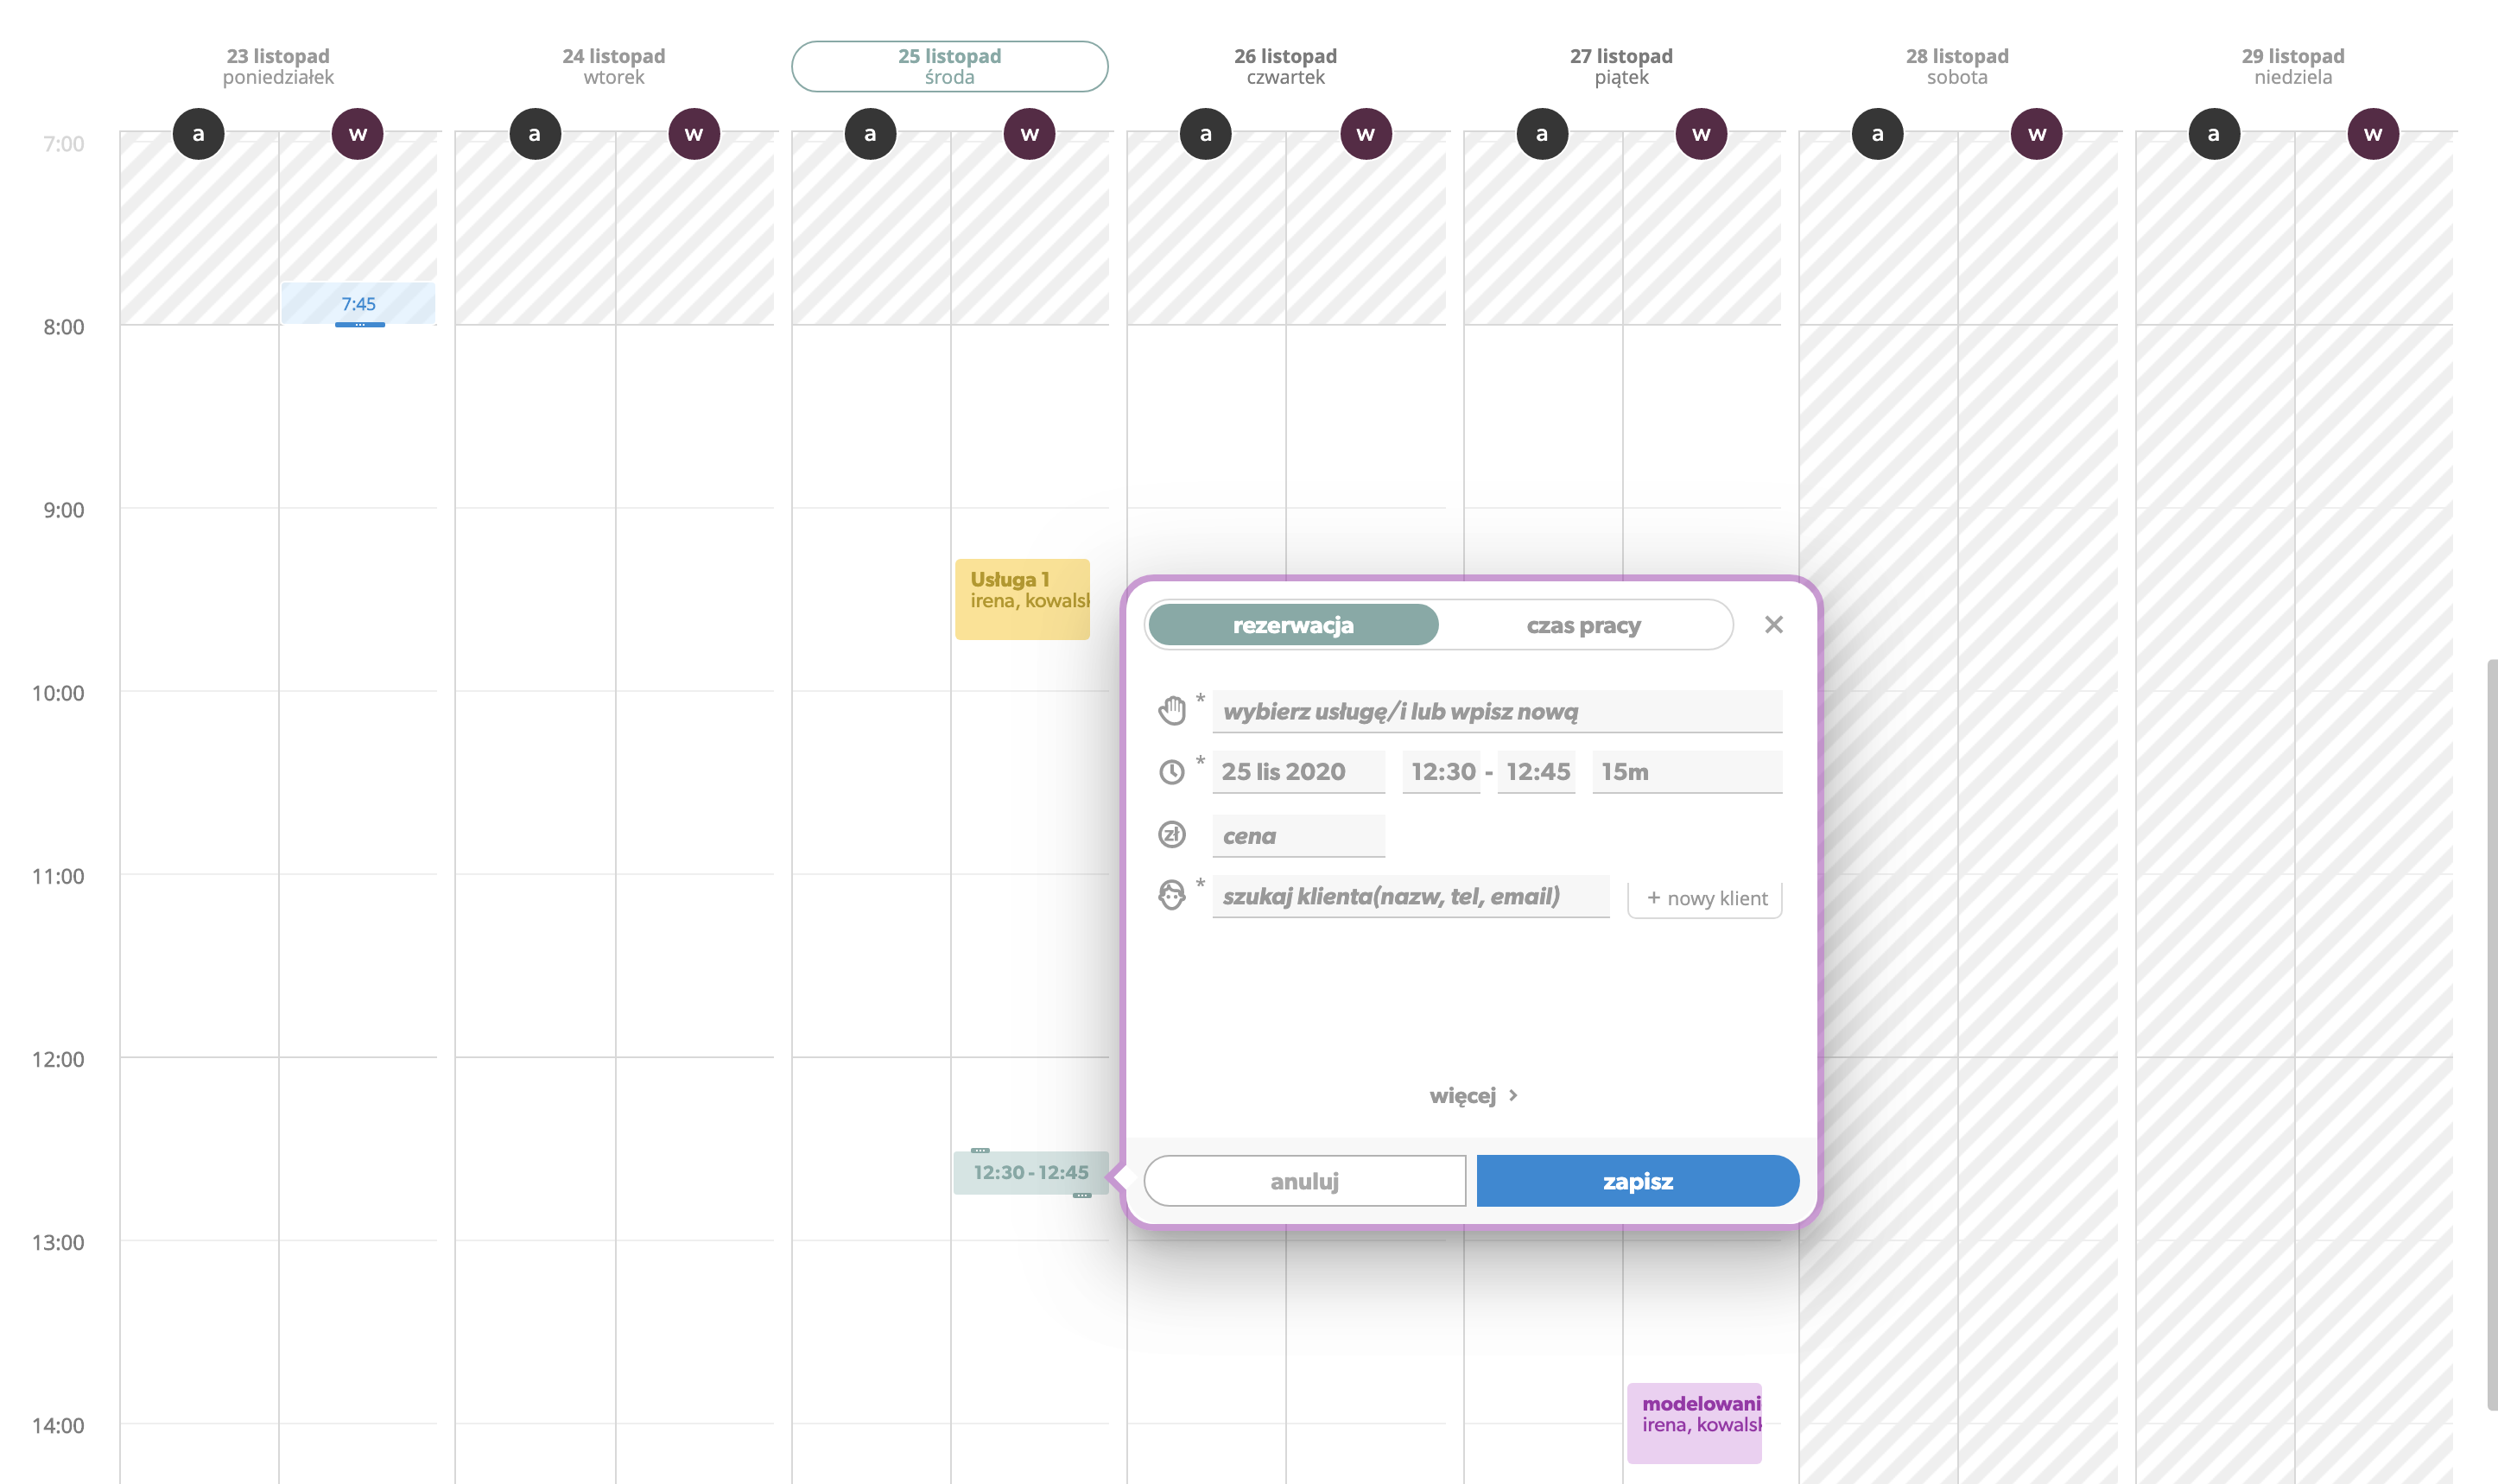 23 listopad
poniedziałek
24 listopad
wtorek
25 listopad
środa
26 listopad
czwartek
27 listopad
piątek
28 listopad
sobota
29 listopad
niedziela
a w a w a w a w a w a w a w
7:00
7:45
8:00
9:00
Usługa 1
irena, kowalsk
rezerwacja
czas pracy
10:00
* wybierz usługę/i lub wpisz nową
* 25 lis 2020 12:30 - 12:45 15m
zł cena
11:00
* szukaj klienta(nazw, tel, email)
+ nowy klient
12:00
więcej >
12:30 - 12:45
anuluj
zapisz
13:00
modelowani
irena, kowalsk
14:00